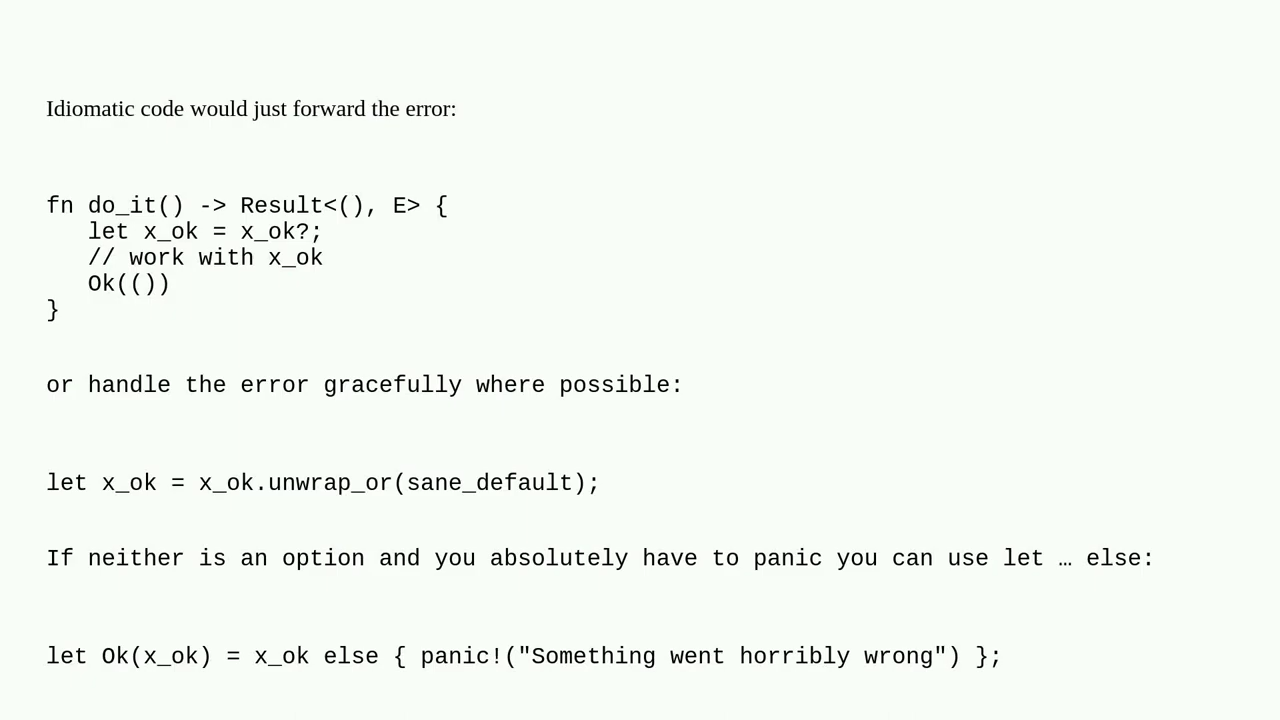 Idiomatic code would just forward the error:
fn do_it() -> Result<(), E> {
   let x_ok = x_ok?;
   // work with x_ok
   Ok(())
}
or handle the error gracefully where possible:
let x_ok = x_ok.unwrap_or(sane_default);
If neither is an option and you absolutely have to panic you can use let … else:
let Ok(x_ok) = x_ok else { panic!("Something went horribly wrong") };